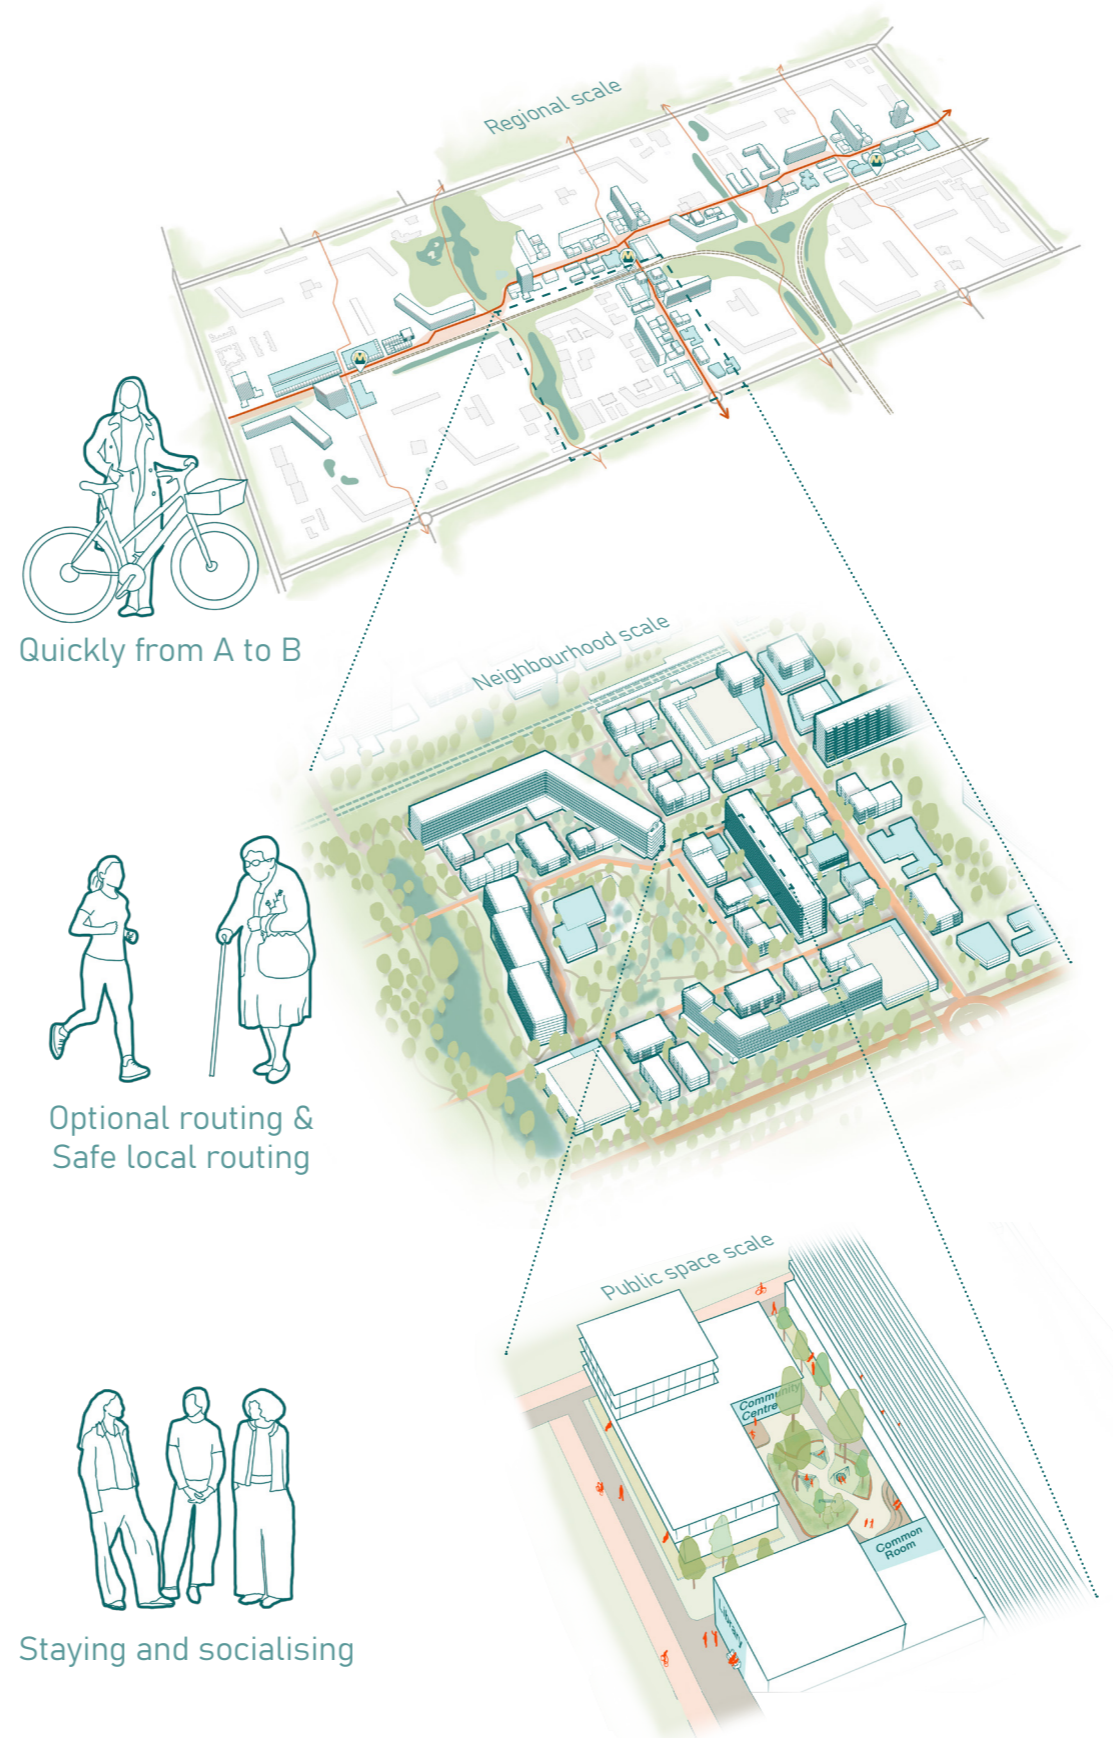 Regional scale
M
M
M
Quickly from A to B
Neighbourhood scale
Optional routing &
Safe local routing
Public space scale
Community
Centre
Common
Room
Library
Staying and socialising